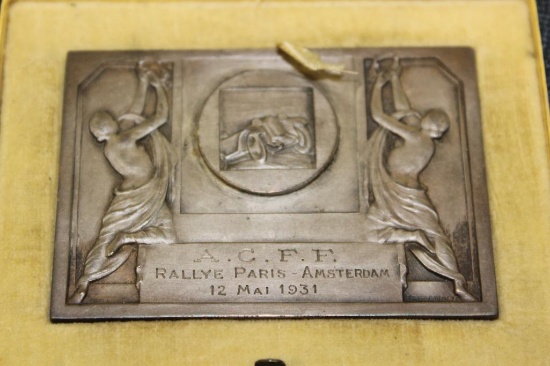 A.C.F.F.
RALLYE PARIS - AMSTERDAM
12 MAI 1931